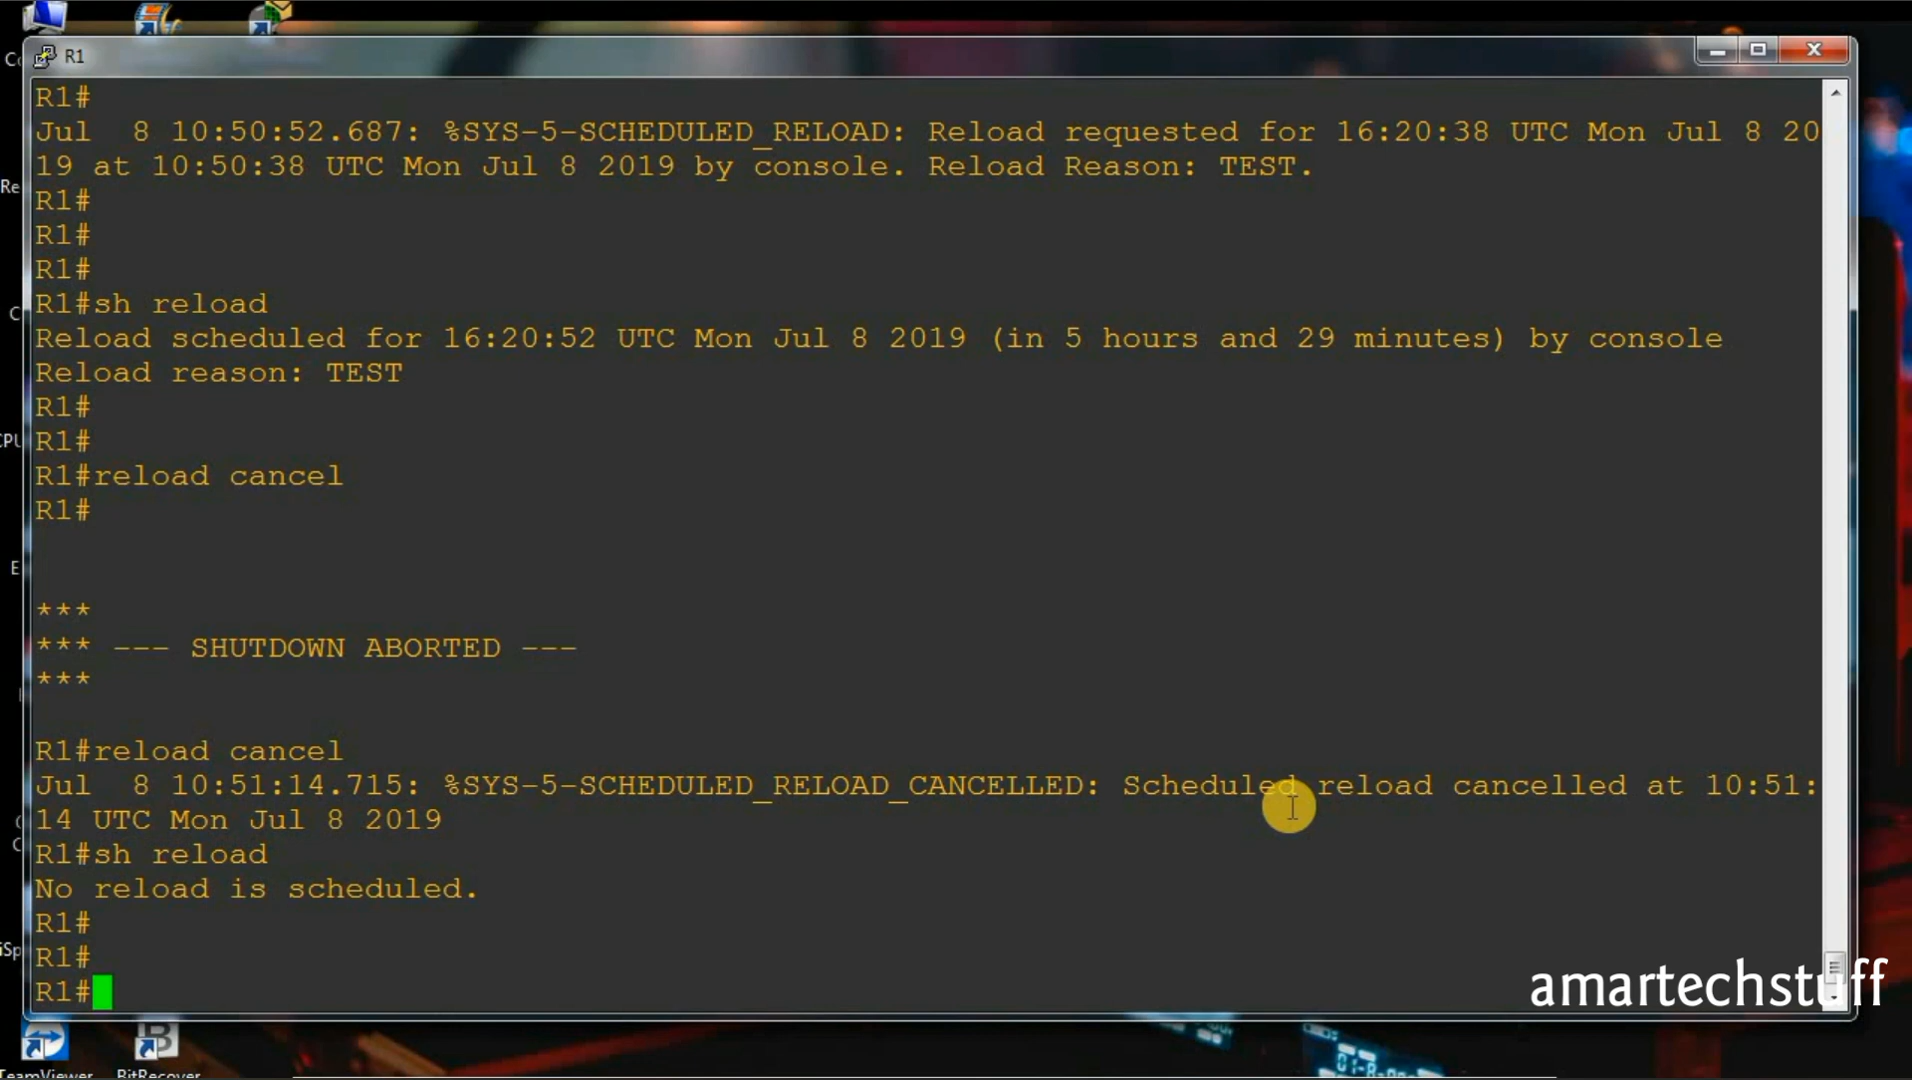 R1
R1#
Jul  8 10:50:52.687: %SYS-5-SCHEDULED_RELOAD: Reload requested for 16:20:38 UTC Mon Jul 8 20
19 at 10:50:38 UTC Mon Jul 8 2019 by console. Reload Reason: TEST.
R1#
R1#
R1#
R1#sh reload
Reload scheduled for 16:20:52 UTC Mon Jul 8 2019 (in 5 hours and 29 minutes) by console
Reload reason: TEST
R1#
R1#
R1#reload cancel
R1#
***
*** --- SHUTDOWN ABORTED ---
***
R1#reload cancel
Jul  8 10:51:14.715: %SYS-5-SCHEDULED_RELOAD_CANCELLED: Scheduled reload cancelled at 10:51:
14 UTC Mon Jul 8 2019
R1#sh reload
No reload is scheduled.
R1#
R1#
R1#
amartechstuff
TeamViewer
BitRecover